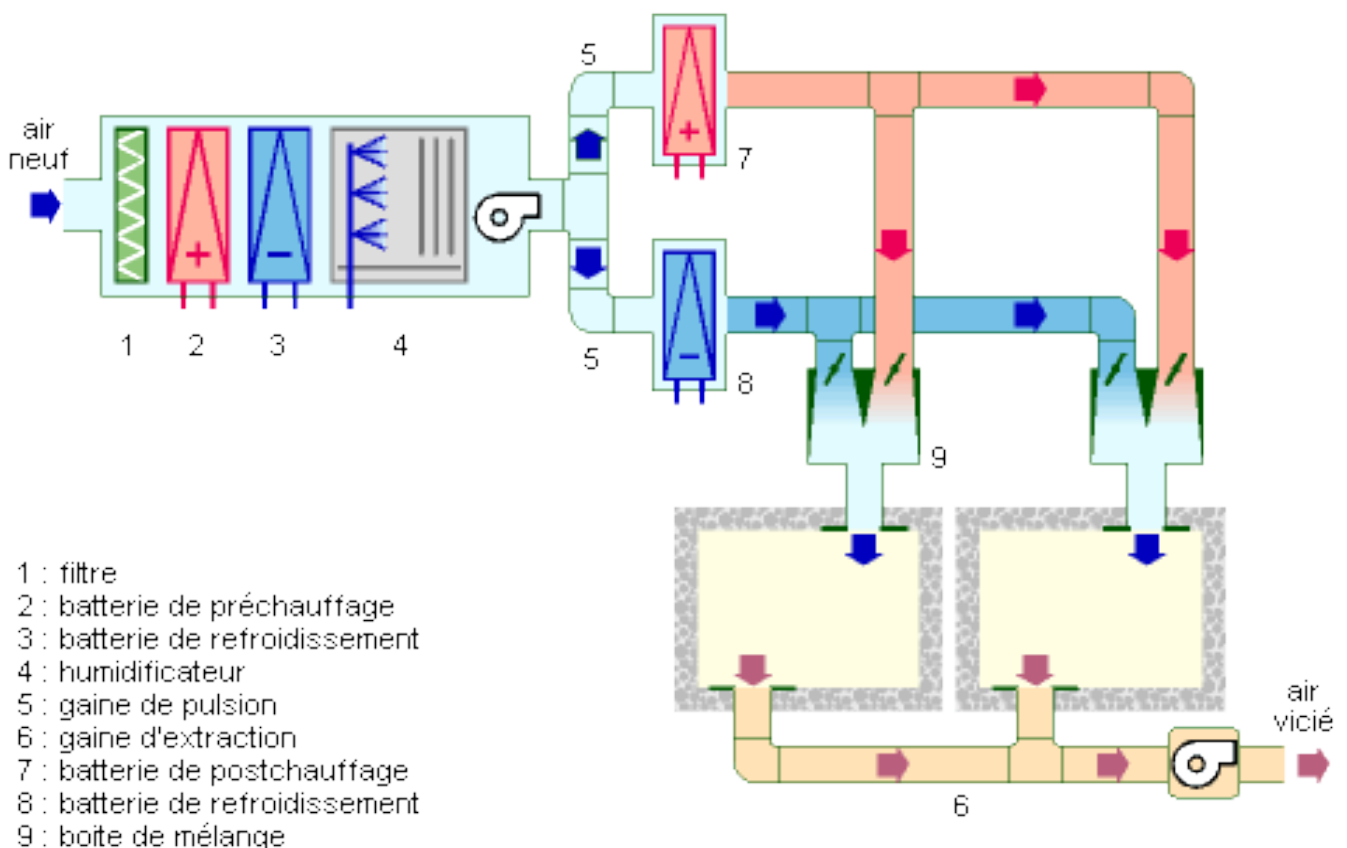 5
air
neuf
+
+
7
−
1
2
3
4
5
−
8
9
1 : filtre
2 : batterie de préchauffage
3 : batterie de refroidissement
4 : humidificateur
5 : gaine de pulsion
6 : gaine d'extraction
7 : batterie de postchauffage
8 : batterie de refroidissement
9 : boite de mélange
air
vicié
6